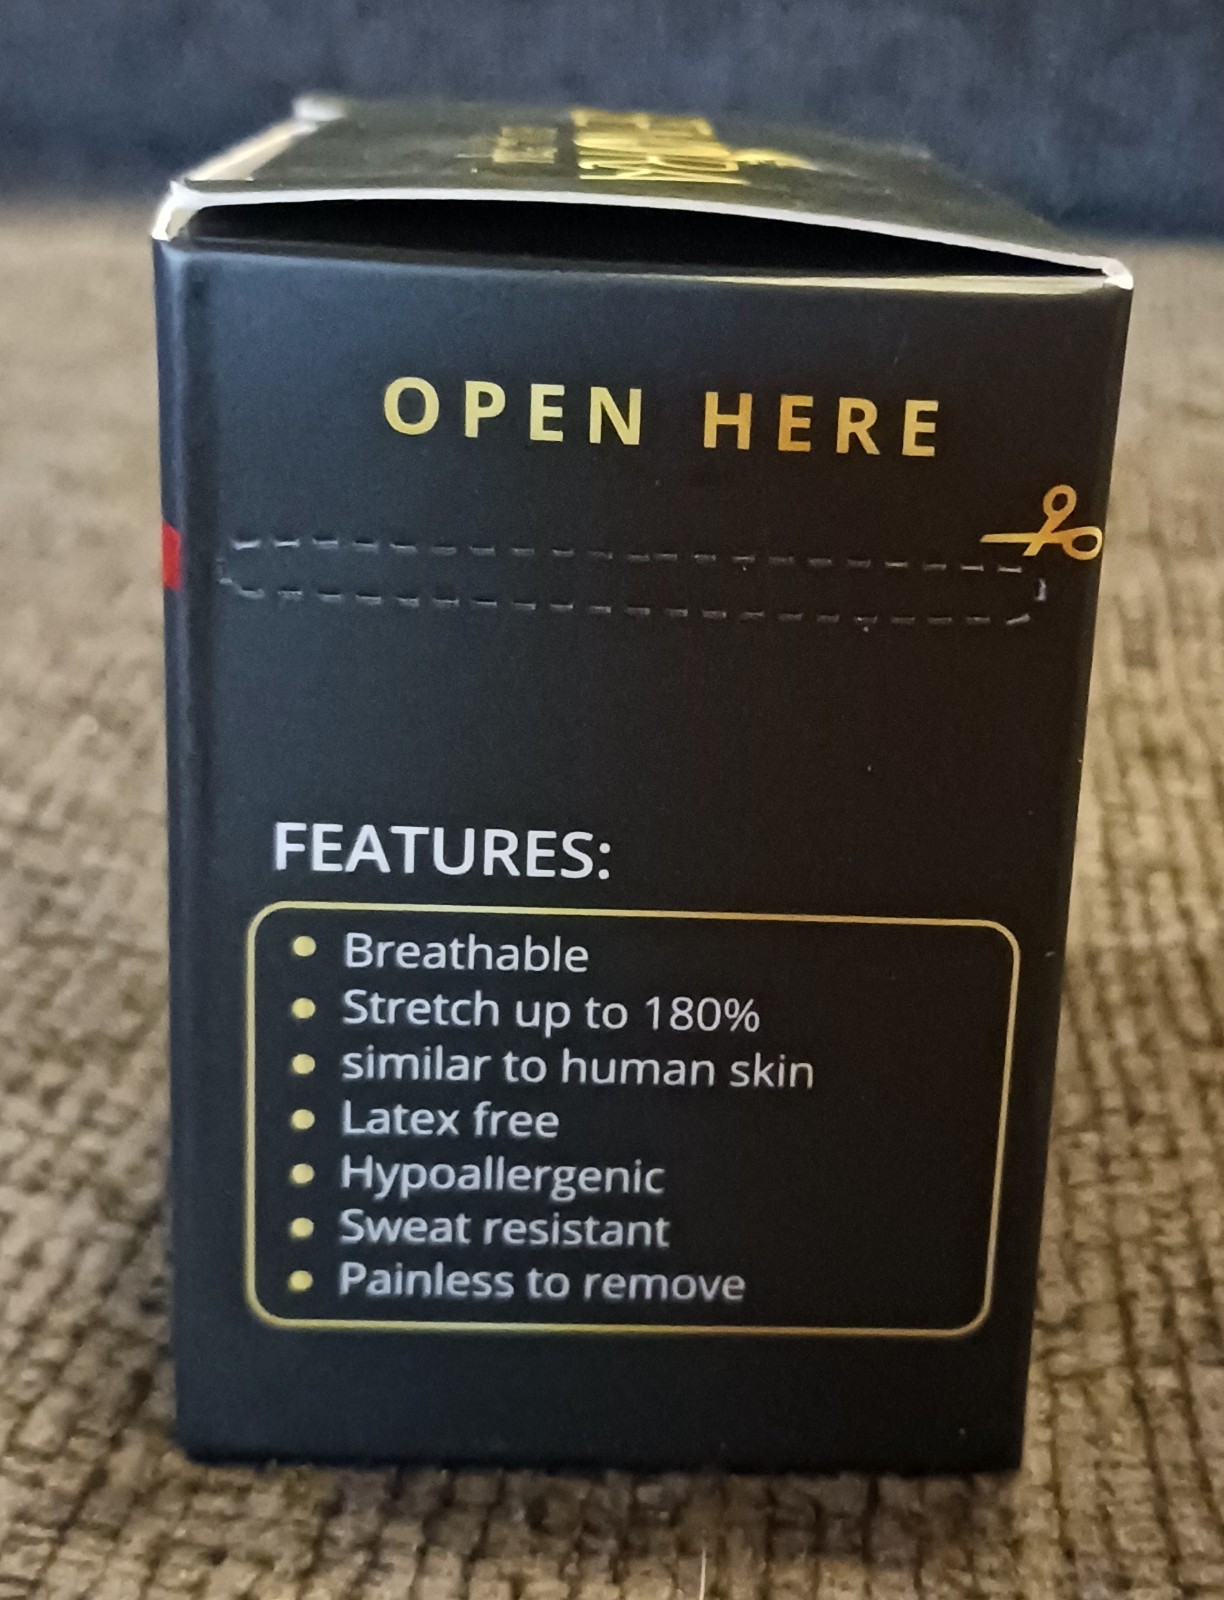 OPEN HERE
FEATURES:
• Breathable
• Stretch up to 180%
• similar to human skin
• Latex free
• Hypoallergenic
• Sweat resistant
• Painless to remove